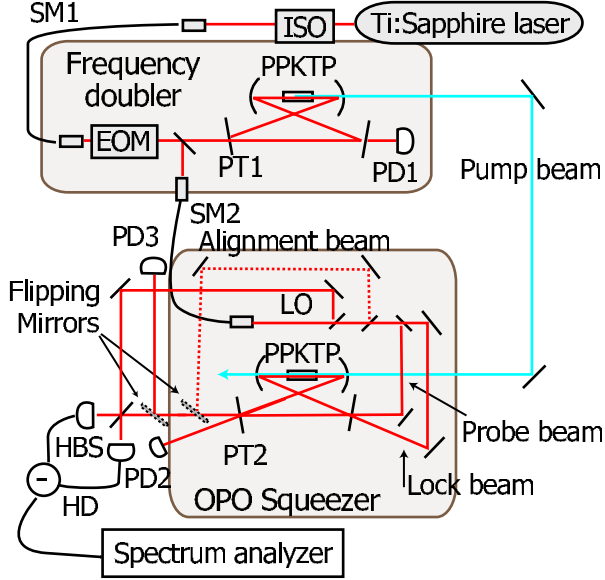 SM1
ISO
Ti:Sapphire laser
Frequency
doubler
PPKTP
EOM
PT1
PD1
Pump beam
SM2
PD3
Alignment beam
Flipping
Mirrors
LO
PPKTP
HBS
PD2
PT2
Probe beam
Lock beam
-
HD
OPO Squeezer
Spectrum analyzer